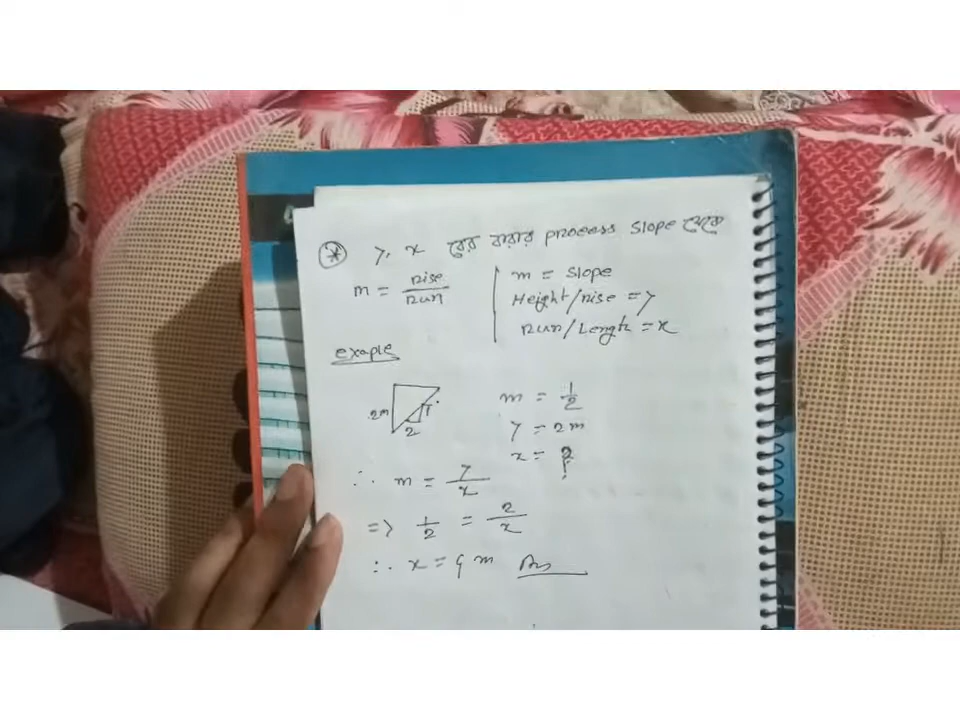 * y, x বের করার process slope থেকে
m = rise/run
m = slope
Height/rise = y
run/Length = x
exaple
2m
1
2
m = 1/2
y = 2m
x = ?
∴ m = y/x
=> 1/2 = 2/x
∴ x = 4 m Ans